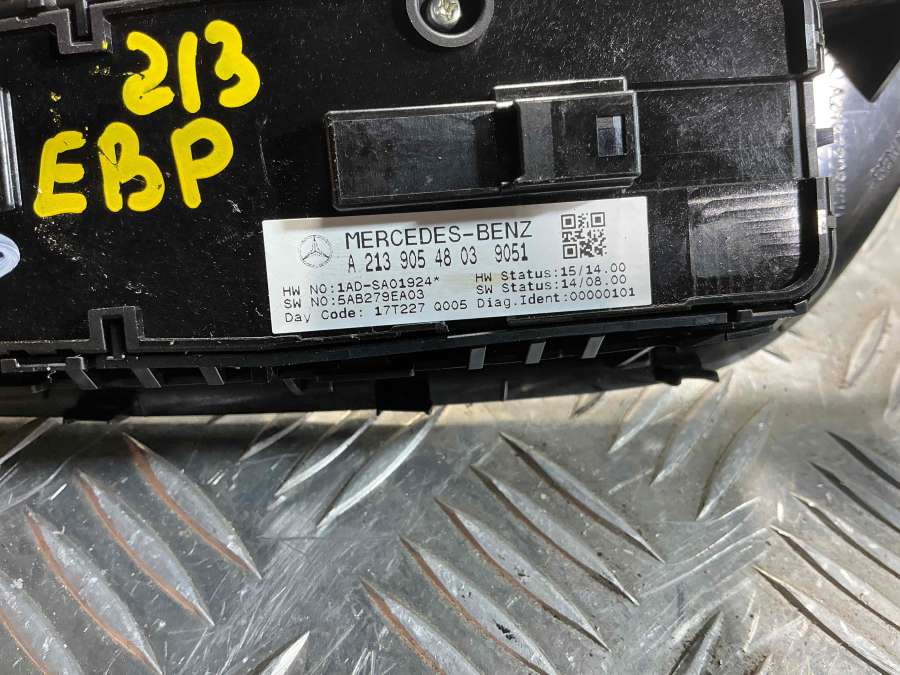 213
EBP
MERCEDES-BENZ
A 213 905 48 03 9051
HW NO:1AD-SA01924* HW Status:15/14.00
SW NO:5AB279EA03 SW Status:14/08.00
Day Code: 17T227 Q005 Diag.Ident:00000101